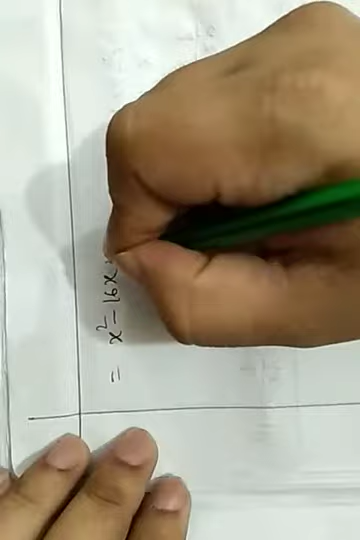 = x² - 16x